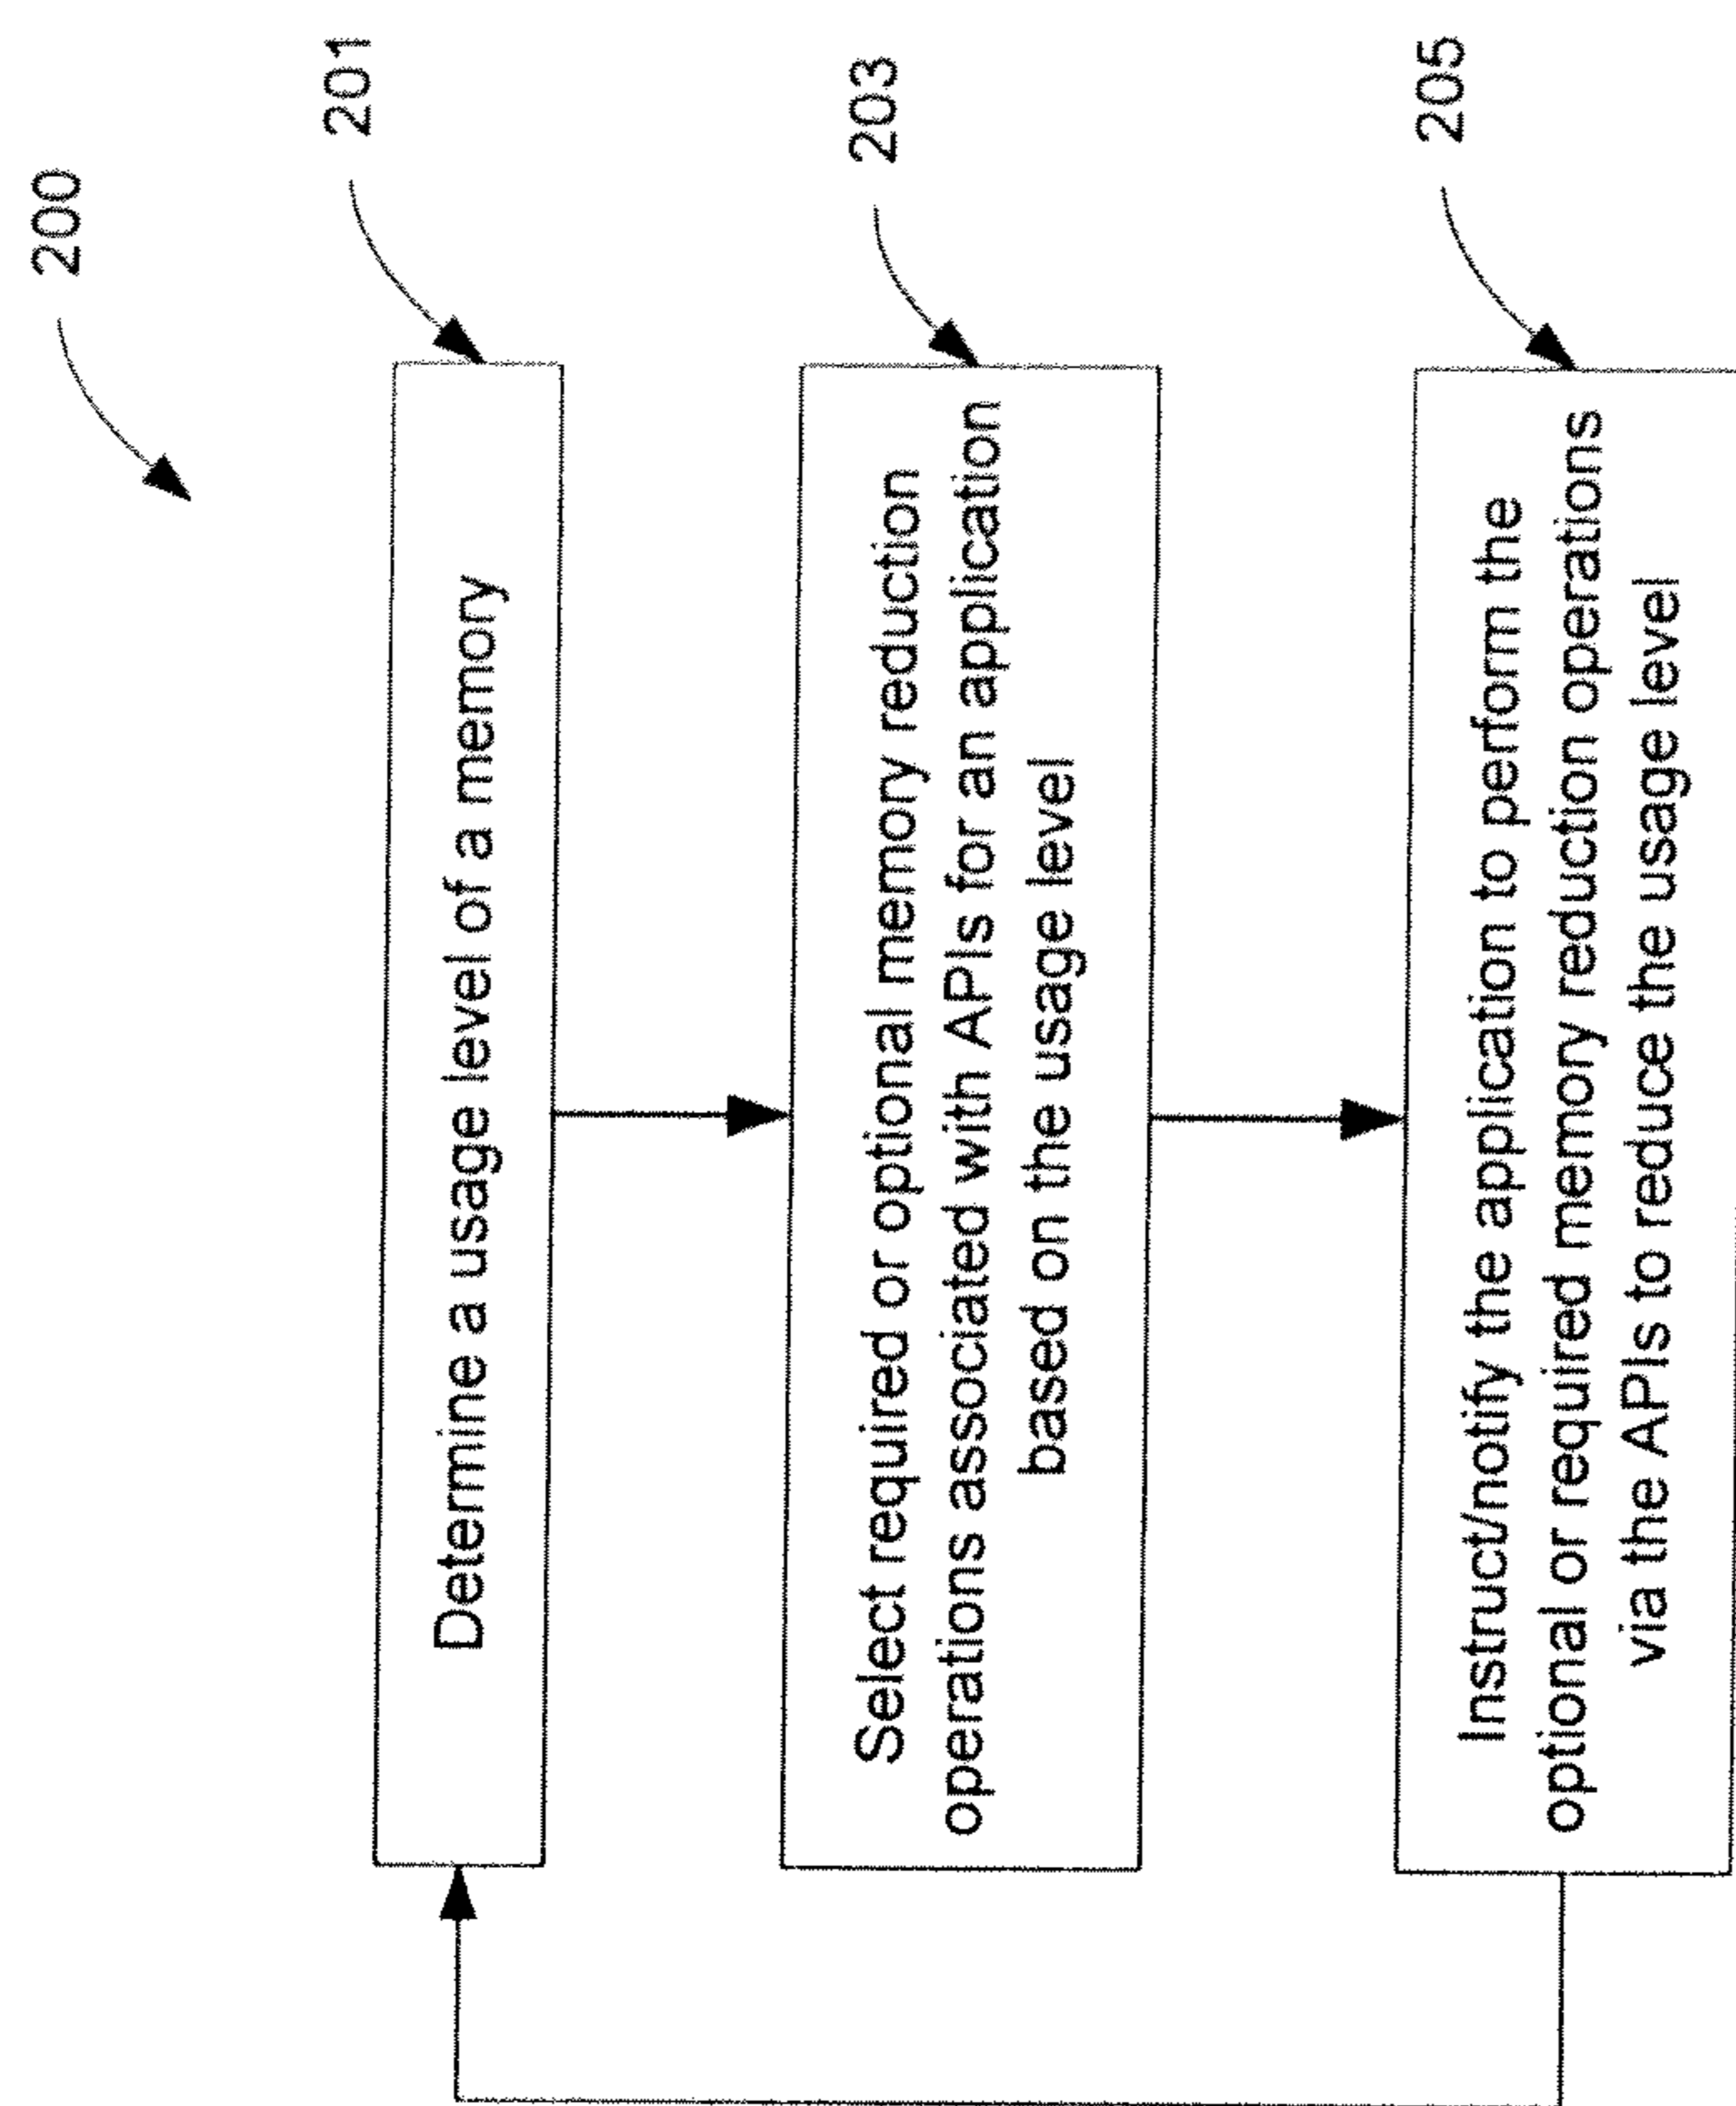 200
201
Determine a usage level of a memory
203
Select required or optional memory reduction
operations associated with APIs for an application
based on the usage level
205
Instruct/notify the application to perform the
optional or required memory reduction operations
via the APIs to reduce the usage level